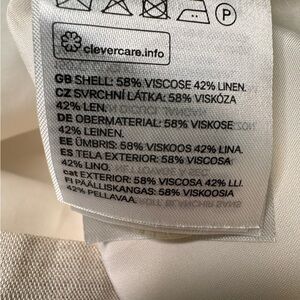 P
clevercare.info
GB SHELL: 58% VISCOSE 42% LINEN.
CZ SVRCHNÍ LÁTKA: 58% VISKÓZA
42% LEN.
DE OBERMATERIAL: 58% VISKOSE
42% LEINEN.
EE ÜMBRIS: 58% VISKOOS 42% LINA.
ES TELA EXTERIOR: 58% VISCOSA
42% LINO.
cat EXTERIOR: 58% VISCOSA 42% LLI.
FI PÄÄLLISKANGAS: 58% VISKOOSIA
42% PELLAVAA.